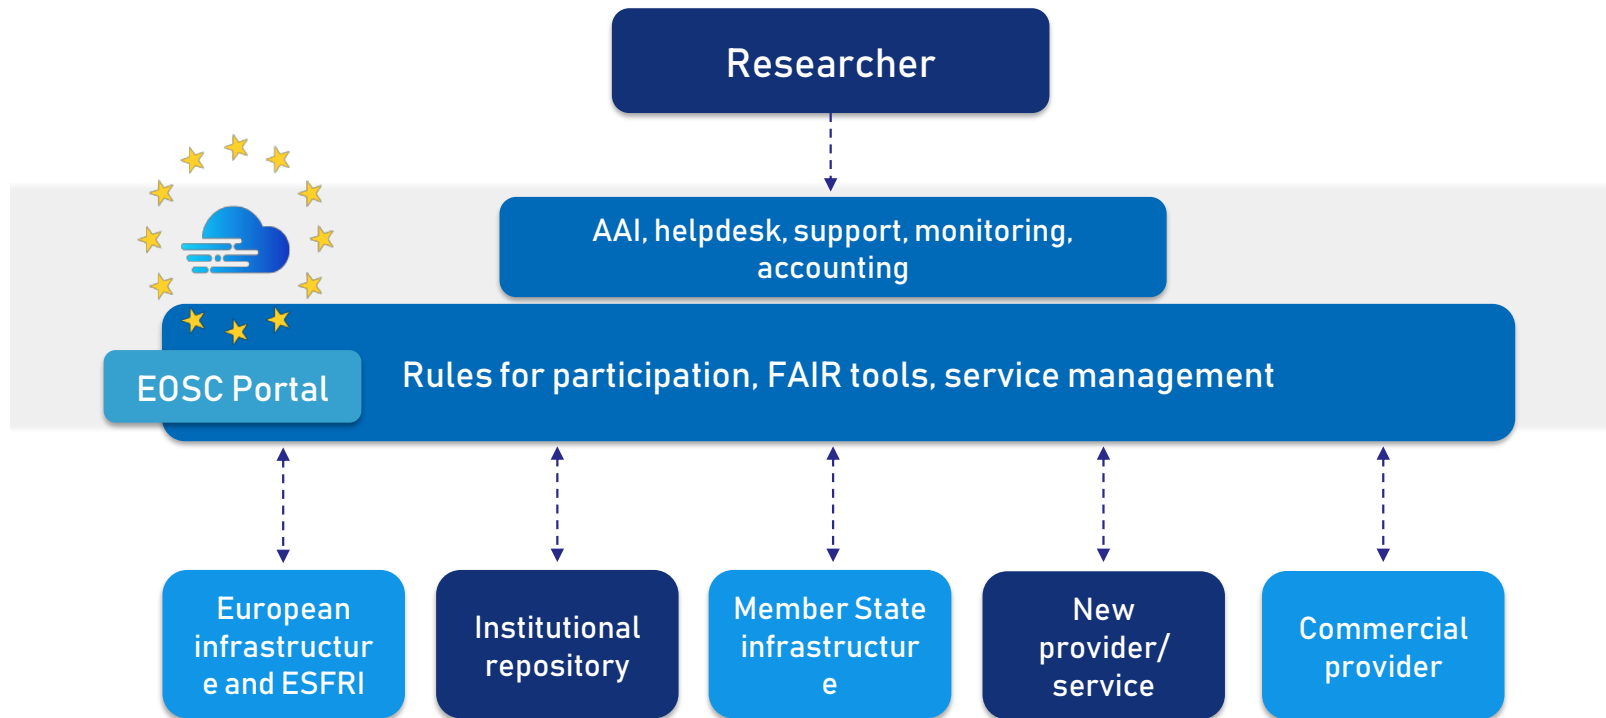 Researcher
AAI, helpdesk, support, monitoring,
accounting
EOSC Portal
Rules for participation, FAIR tools, service management
European
infrastructur
e and ESFRI
Institutional
repository
Member State
infrastructur
e
New
provider/
service
Commercial
provider